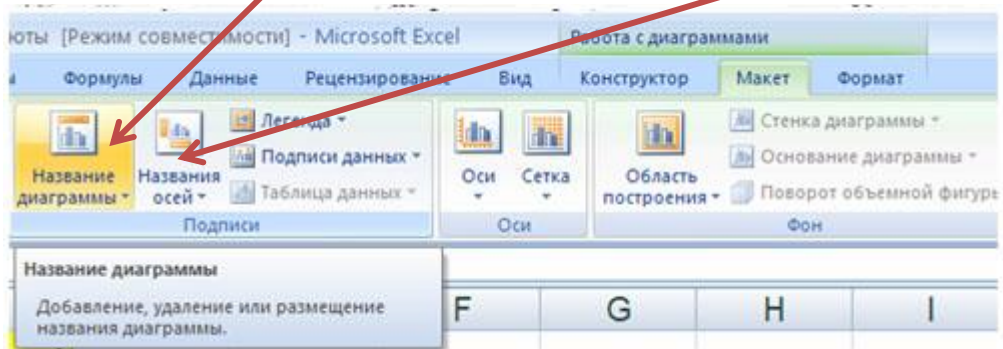 оты [Режим совместимости] - Microsoft Excel
Работа с диаграммами
ы Формулы Данные Рецензирование Вид Конструктор Макет Формат
Название диаграммы
Названия осей
Легенда
Подписи данных
Таблица данных
Подписи
Оси
Сетка
Оси
Область построения
Стенка диаграммы
Основание диаграммы
Поворот объемной фигуры
Фон
Название диаграммы
Добавление, удаление или размещение
названия диаграммы.
F G H I